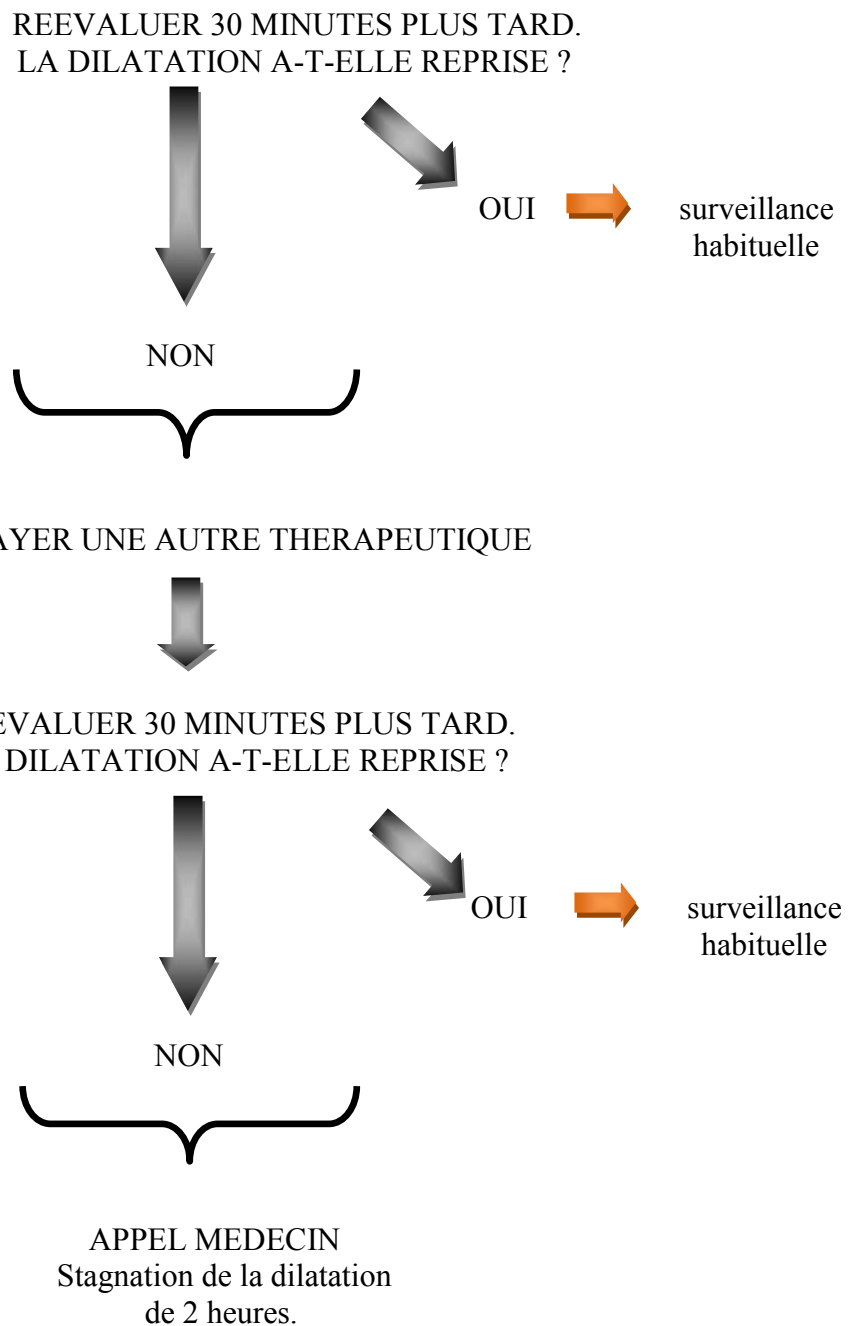 REEVALUER 30 MINUTES PLUS TARD.
LA DILATATION A-T-ELLE REPRISE ?
OUI
surveillance
habituelle
NON
AYER UNE AUTRE THERAPEUTIQUE
EVALUER 30 MINUTES PLUS TARD.
DILATATION A-T-ELLE REPRISE ?
OUI
surveillance
habituelle
NON
APPEL MEDECIN
Stagnation de la dilatation
de 2 heures.